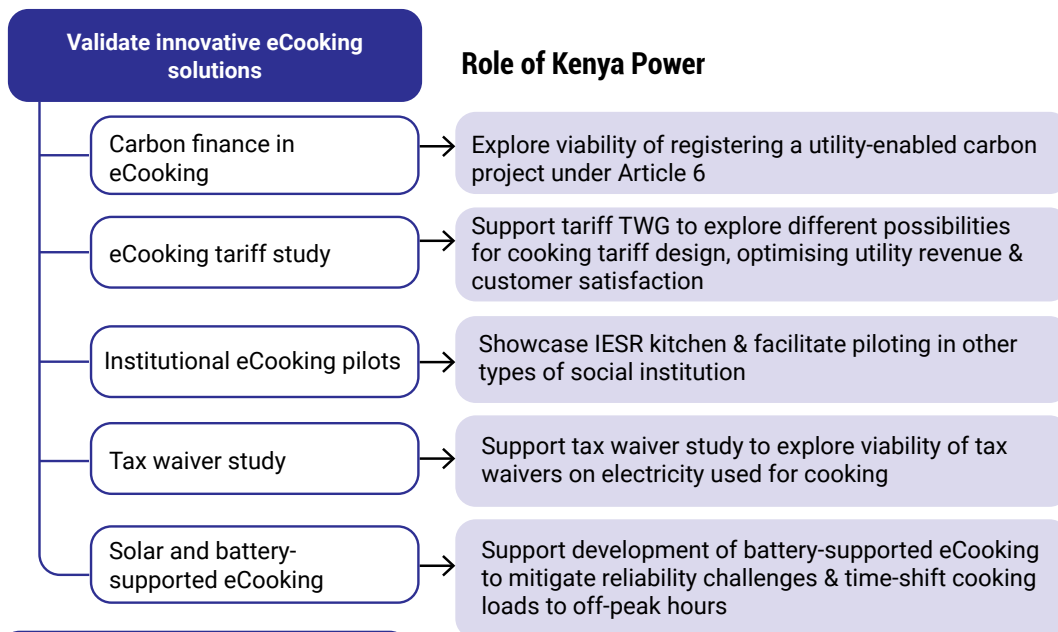 Validate innovative eCooking
solutions
Role of Kenya Power
Carbon finance in
eCooking
Explore viability of registering a utility-enabled carbon
project under Article 6
eCooking tariff study
Support tariff TWG to explore different possibilities
for cooking tariff design, optimising utility revenue &
customer satisfaction
Institutional eCooking pilots
Showcase IESR kitchen & facilitate piloting in other
types of social institution
Tax waiver study
Support tax waiver study to explore viability of tax
waivers on electricity used for cooking
Solar and battery-
supported eCooking
Support development of battery-supported eCooking
to mitigate reliability challenges & time-shift cooking
loads to off-peak hours